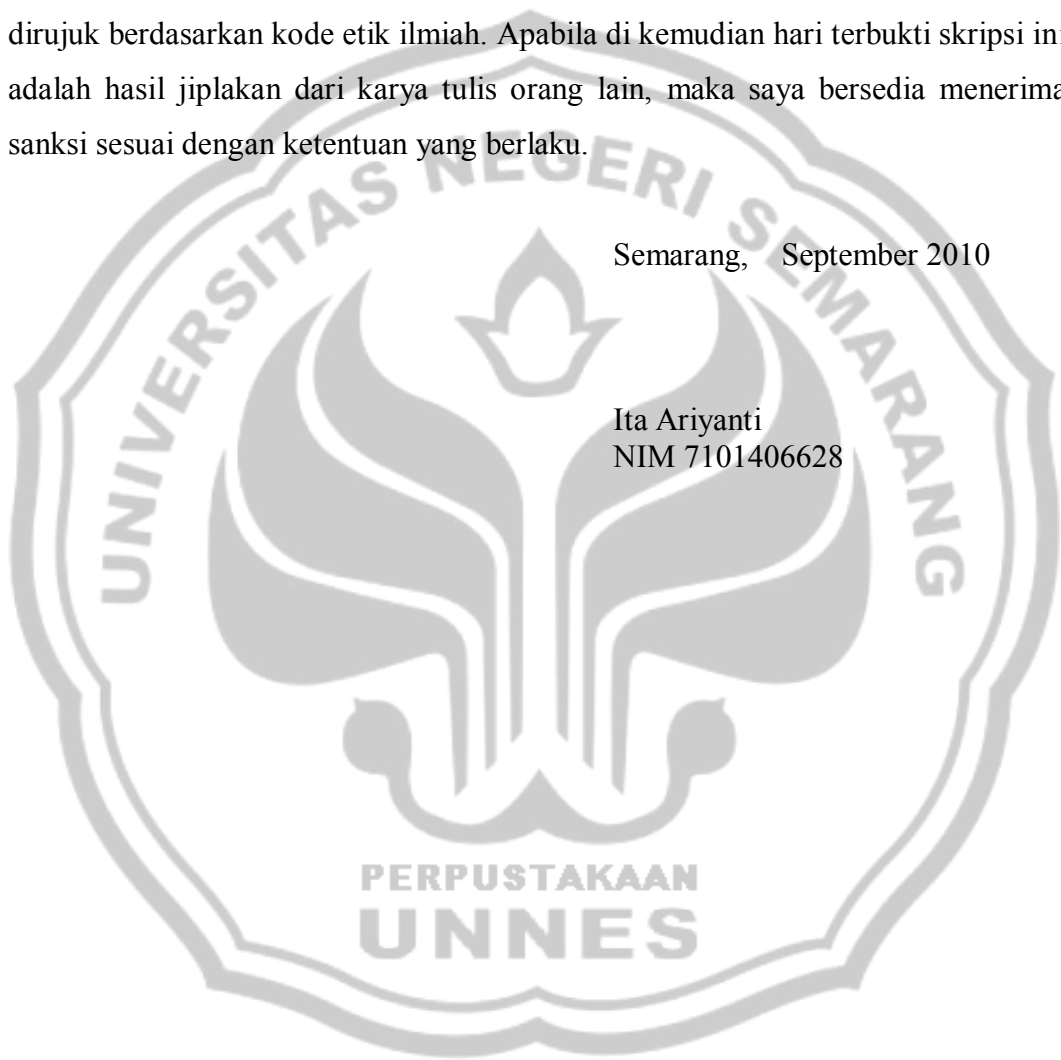 dirujuk berdasarkan kode etik ilmiah. Apabila di kemudian hari terbukti skripsi ini
adalah hasil jiplakan dari karya tulis orang lain, maka saya bersedia menerima
sanksi sesuai dengan ketentuan yang berlaku.
UNIVERSITAS NEGERI SEMARANG
Semarang, September 2010
Ita Ariyanti
NIM 7101406628
PERPUSTAKAAN
UNNES